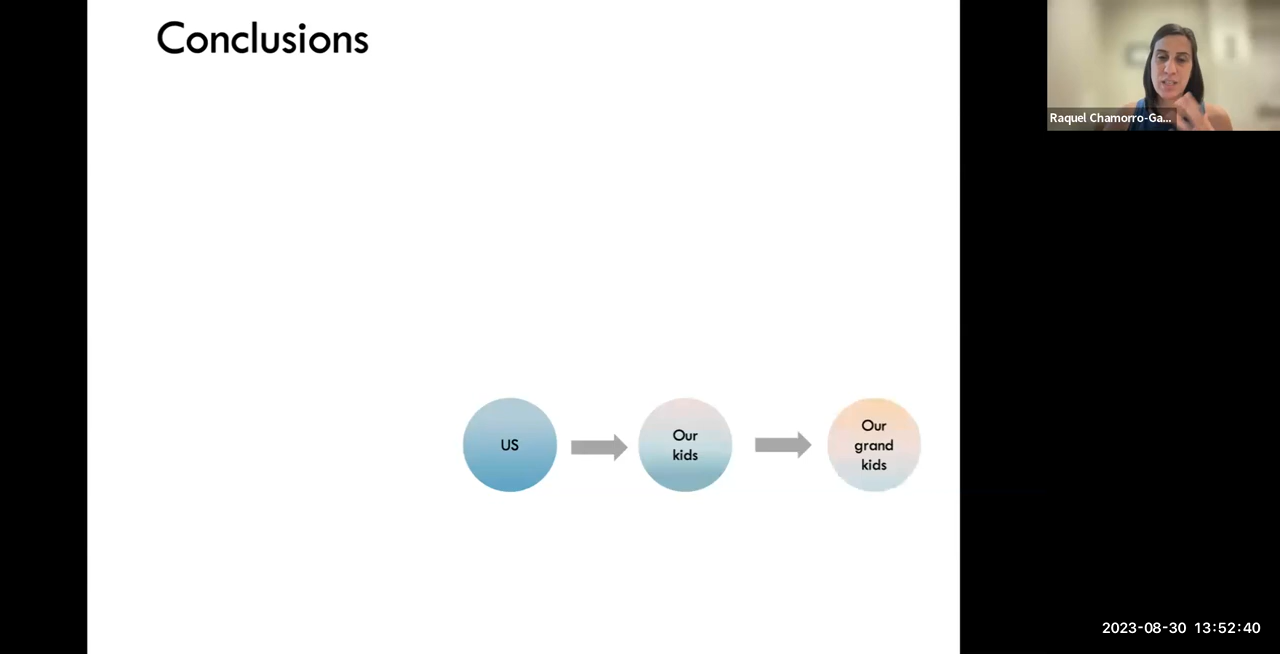 Conclusions
Raquel Chamorro-Ga...
US
Our
kids
Our
grand
kids
2023-08-30 13:52:40